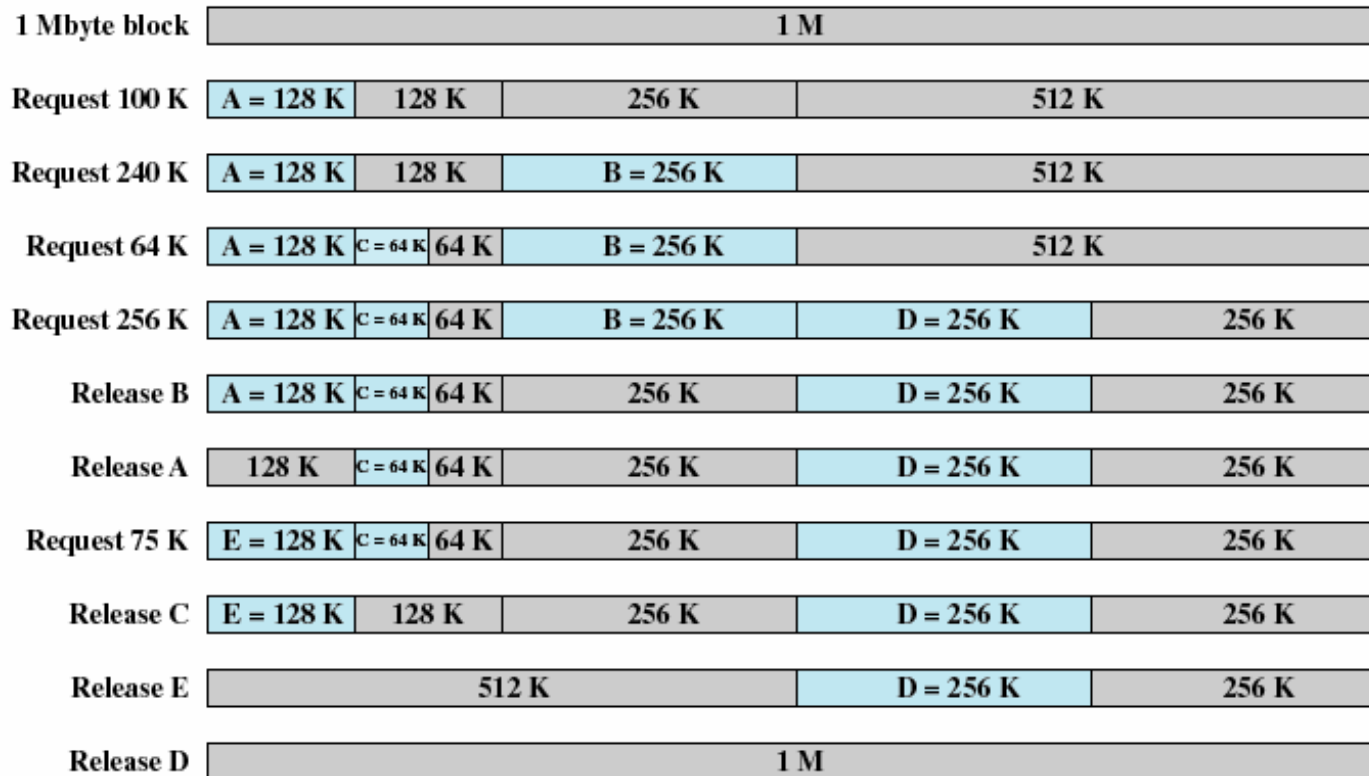 1 Mbyte block 1 M
Request 100 K A = 128 K 128 K 256 K 512 K
Request 240 K A = 128 K 128 K B = 256 K 512 K
Request 64 K A = 128 K C = 64 K 64 K B = 256 K 512 K
Request 256 K A = 128 K C = 64 K 64 K B = 256 K D = 256 K 256 K
Release B A = 128 K C = 64 K 64 K 256 K D = 256 K 256 K
Release A 128 K C = 64 K 64 K 256 K D = 256 K 256 K
Request 75 K E = 128 K C = 64 K 64 K 256 K D = 256 K 256 K
Release C E = 128 K 128 K 256 K D = 256 K 256 K
Release E 512 K D = 256 K 256 K
Release D 1 M